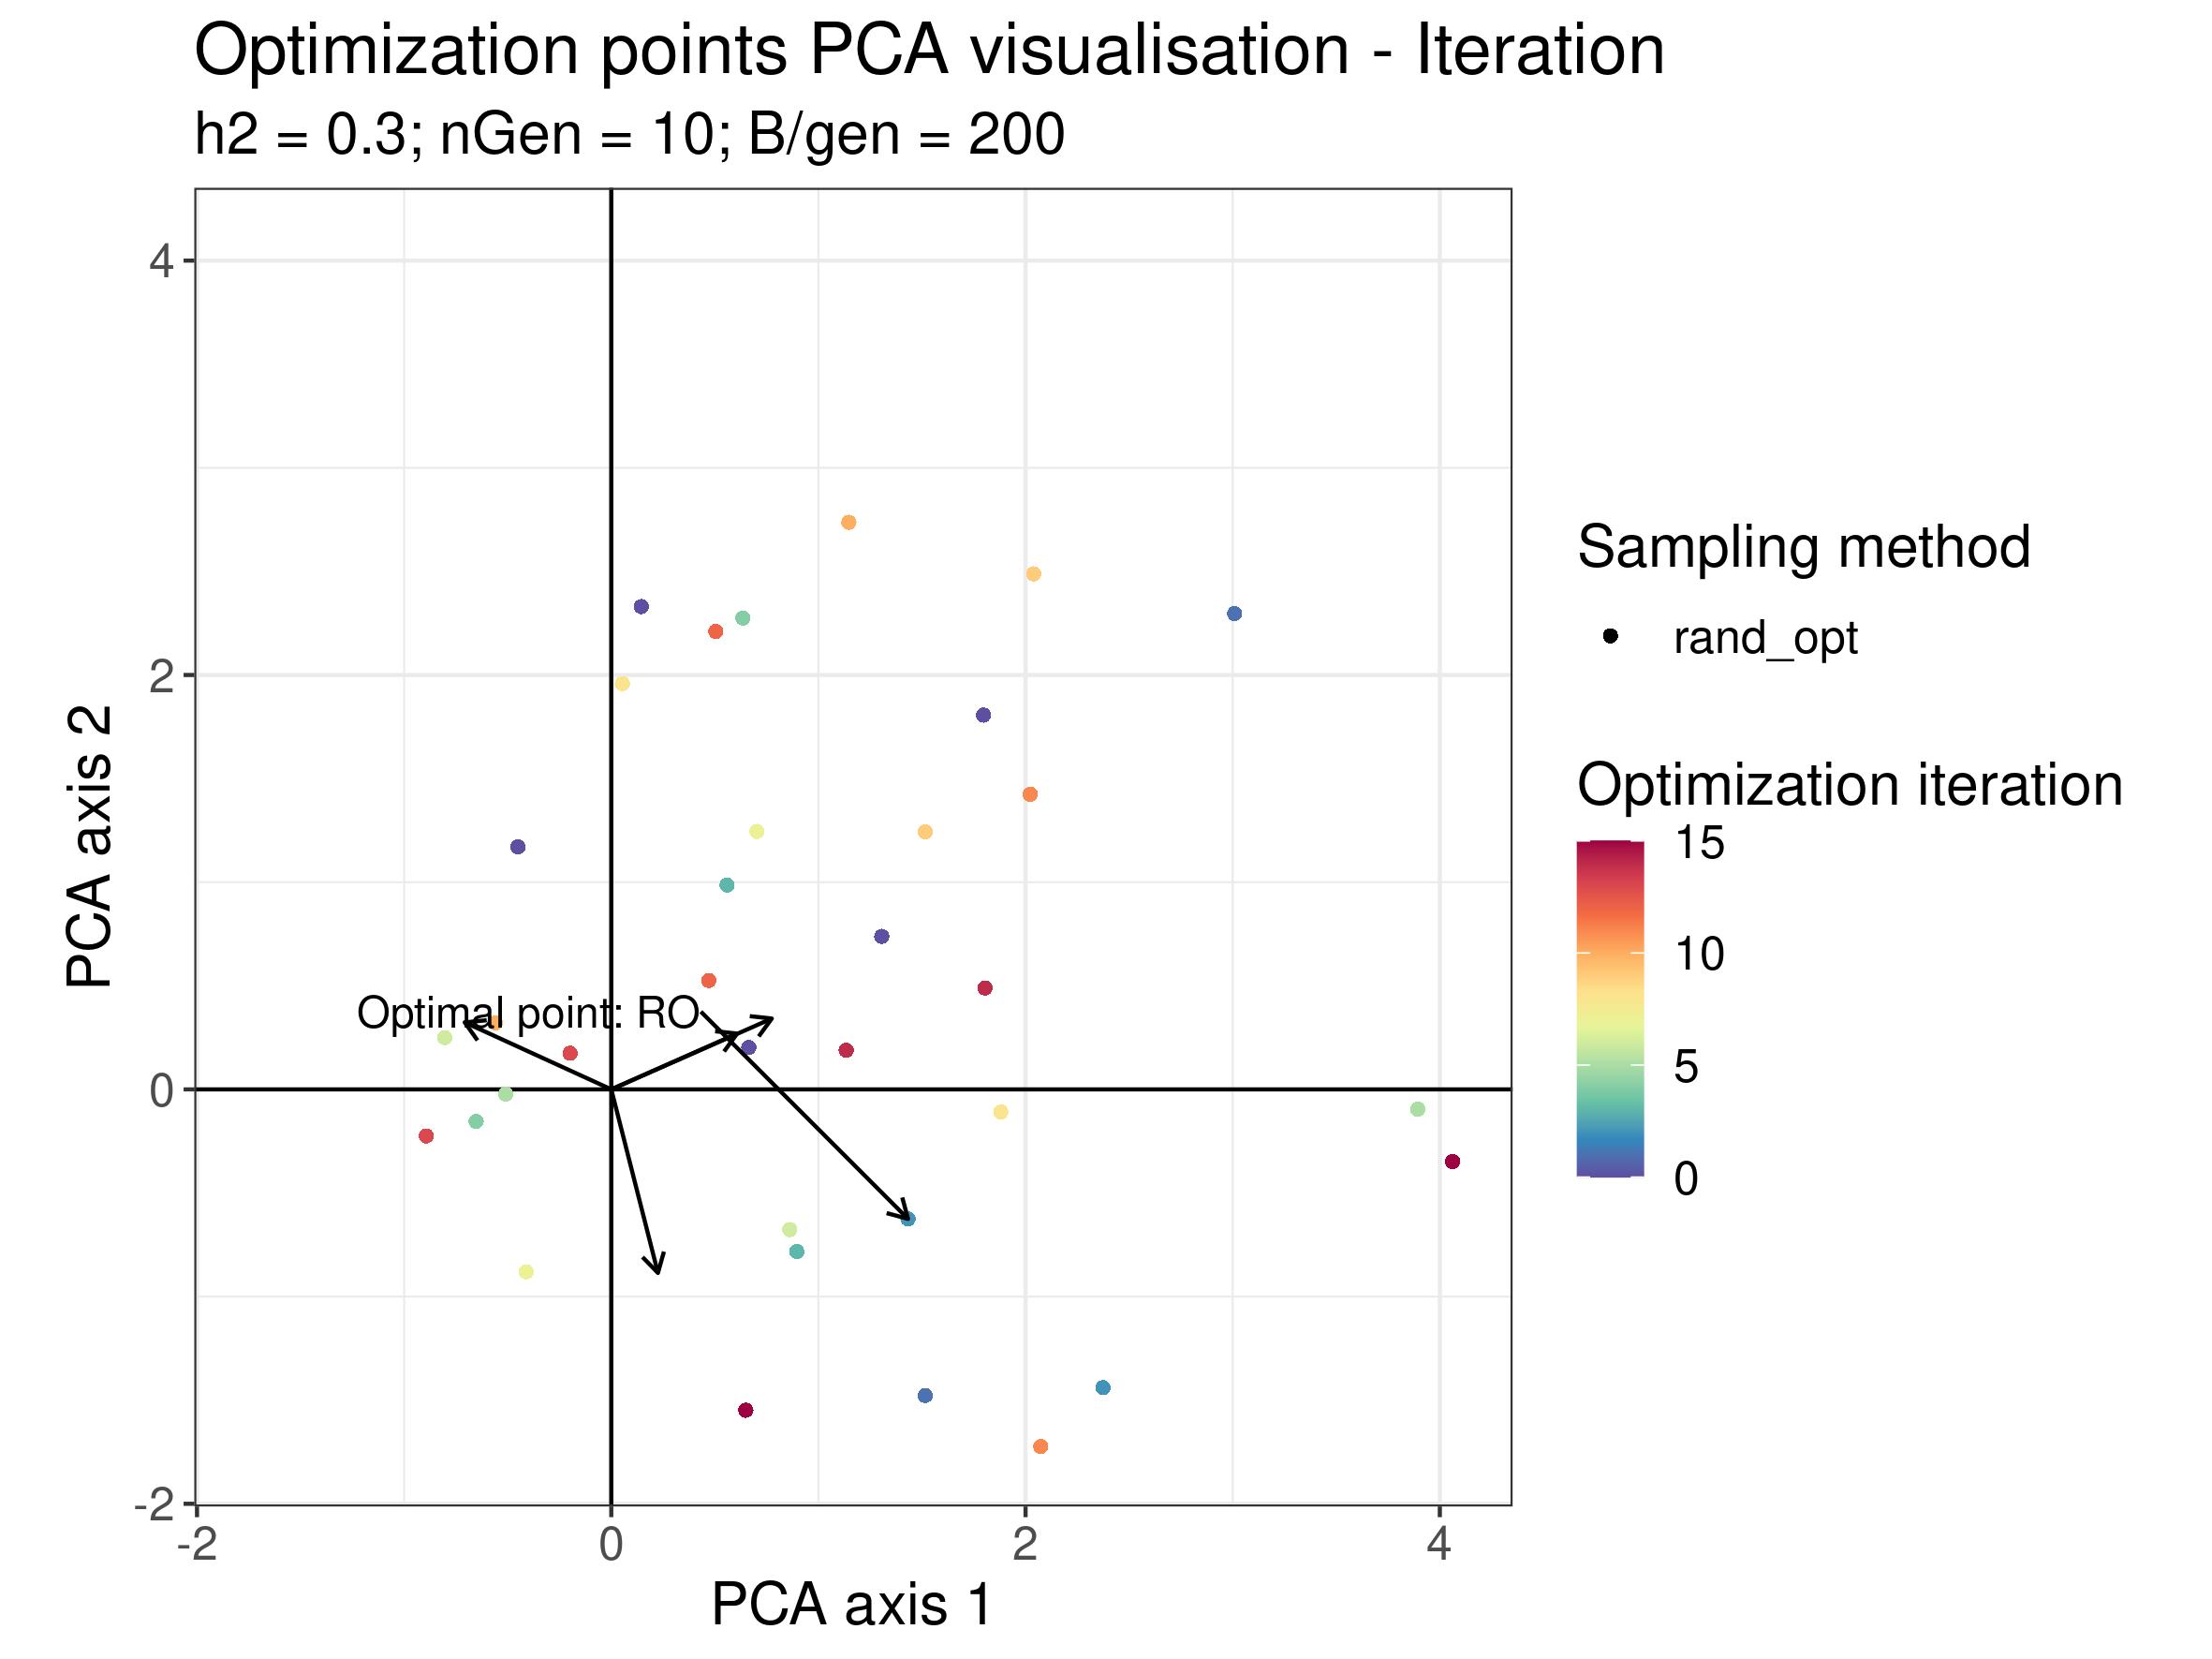 Optimization points PCA visualisation - Iteration
h2 = 0.3; nGen = 10; B/gen = 200
4
2
0
-2
PCA axis 2
Optimal point: RO
-2
0
2
4
PCA axis 1
Sampling method
rand_opt
Optimization iteration
15
10
5
0